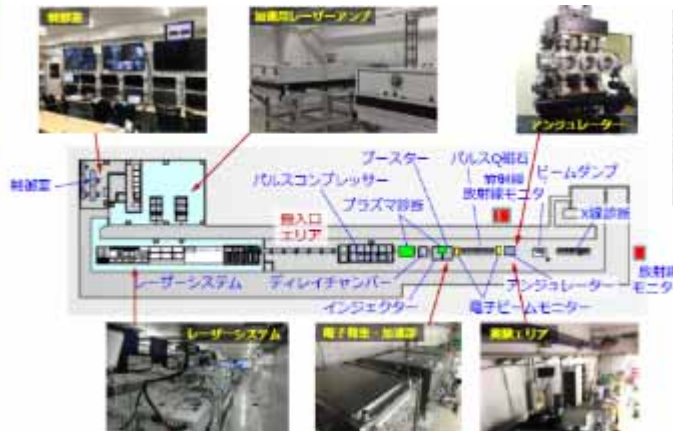 制御室
加速用レーザーアンプ
アンジュレーター
ブースター
パルスQ磁石
ビームダンプ
制御室
パルスコンプレッサー
放射線モニタ
プラズマ診断
X線診断
搬入口
エリア
レーザーシステム
ディレイチャンバー
アンジュレーター
放射線
モニター
インジェクター
電子ビームモニター
レーザーシステム
電子発生・加速部
実験エリア